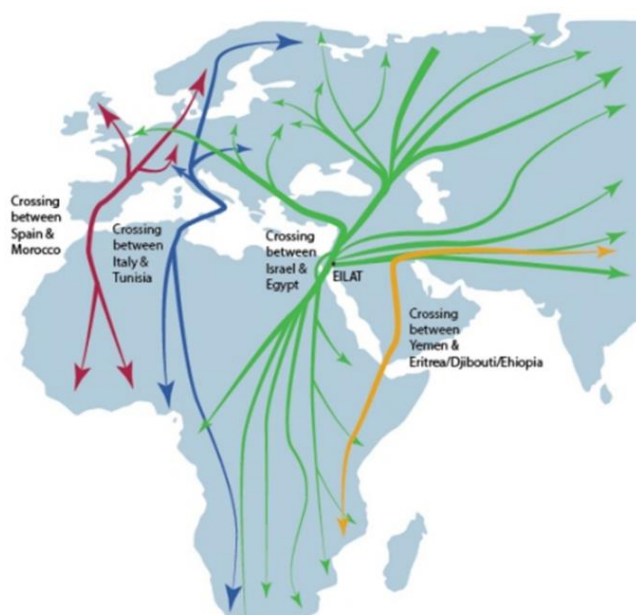 Crossing
between
Spain &
Morocco
Crossing
between
Italy &
Tunisia
Crossing
between
Israel &
Egypt
EILAT
Crossing
between
Yemen &
Eritrea/Djibouti/Ehiopia